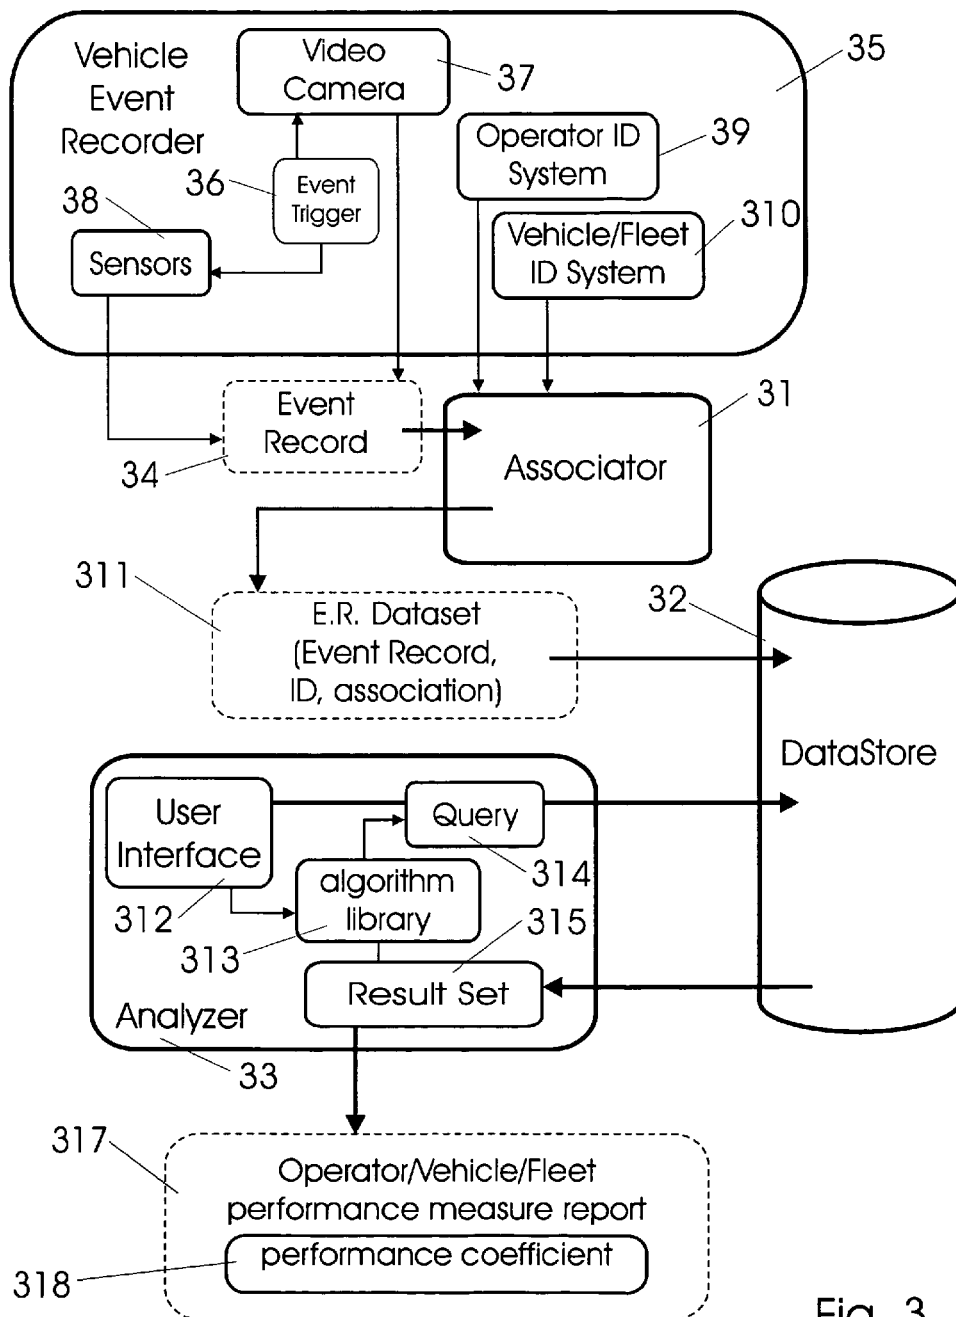 Vehicle
Event
Recorder
Video
Camera
37
35
Operator ID
System
39
36
Event
Trigger
38
Sensors
Vehicle/Fleet
ID System
310
Event
Record
34
31
Associator
311
E.R. Dataset
(Event Record,
ID, association)
32
DataStore
User
Interface
312
Query
314
algorithm
library
313
315
Result Set
Analyzer
33
317
Operator/Vehicle/Fleet
performance measure report
performance coefficient
318
Fig. 3